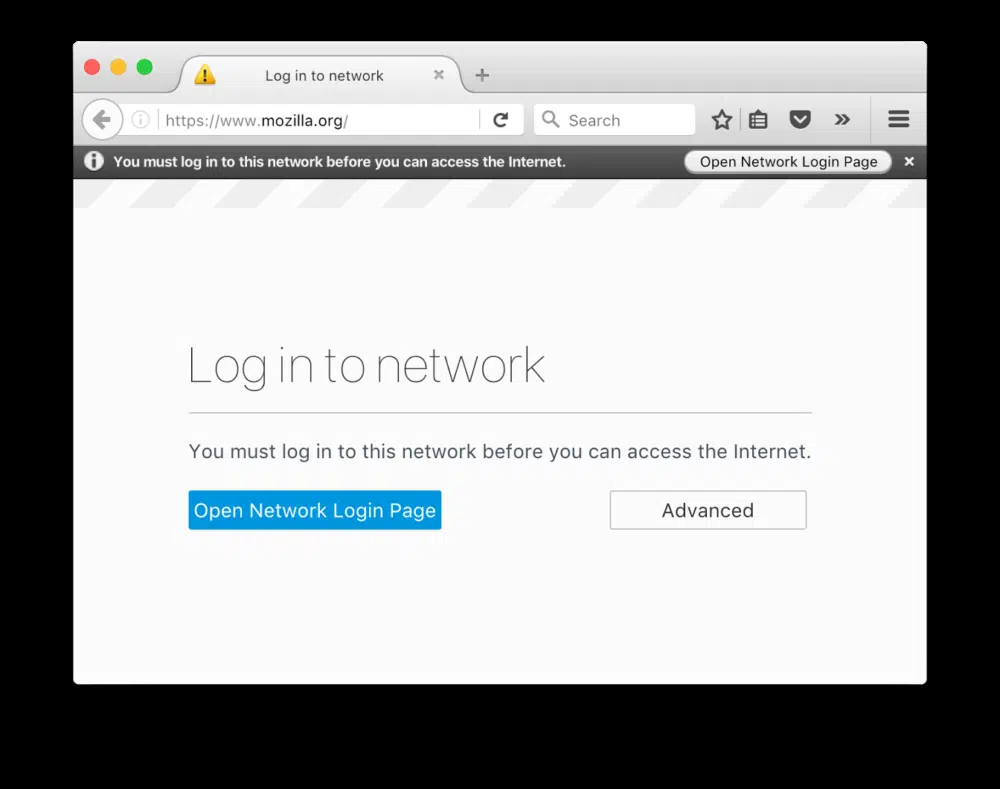 Log in to network
https://www.mozilla.org/
Search
You must log in to this network before you can access the Internet.
Open Network Login Page
Log in to network
You must log in to this network before you can access the Internet.
Open Network Login Page
Advanced